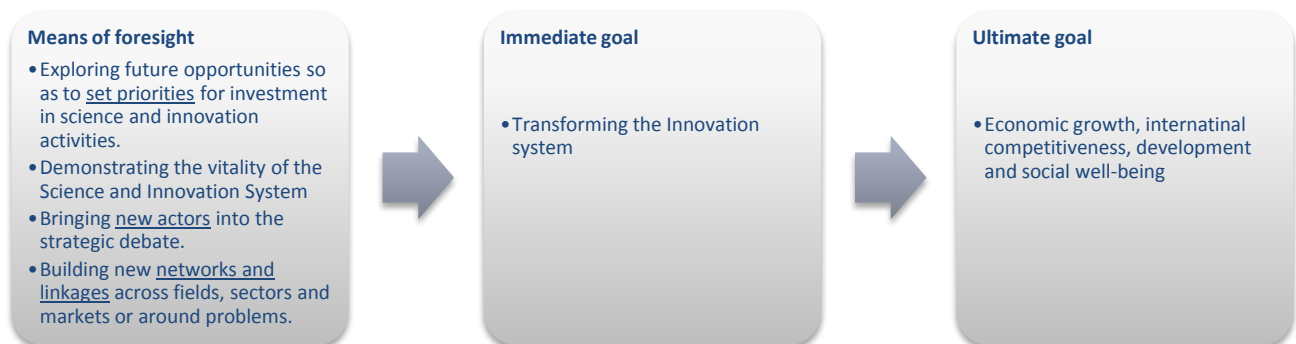 Means of foresight
•Exploring future opportunities so
as to set priorities for investment
in science and innovation
activities.
•Demonstrating the vitality of the
Science and Innovation System
•Bringing new actors into the
strategic debate.
•Building new networks and
linkages across fields, sectors and
markets or around problems.
Immediate goal
•Transforming the Innovation
system
Ultimate goal
•Economic growth, internatinal
competitiveness, development
and social well-being